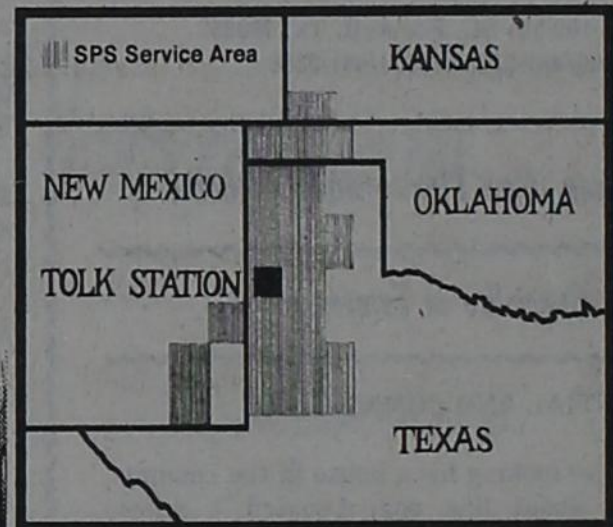 SPS Service Area
KANSAS
NEW MEXICO
OKLAHOMA
TOLK STATION
TEXAS